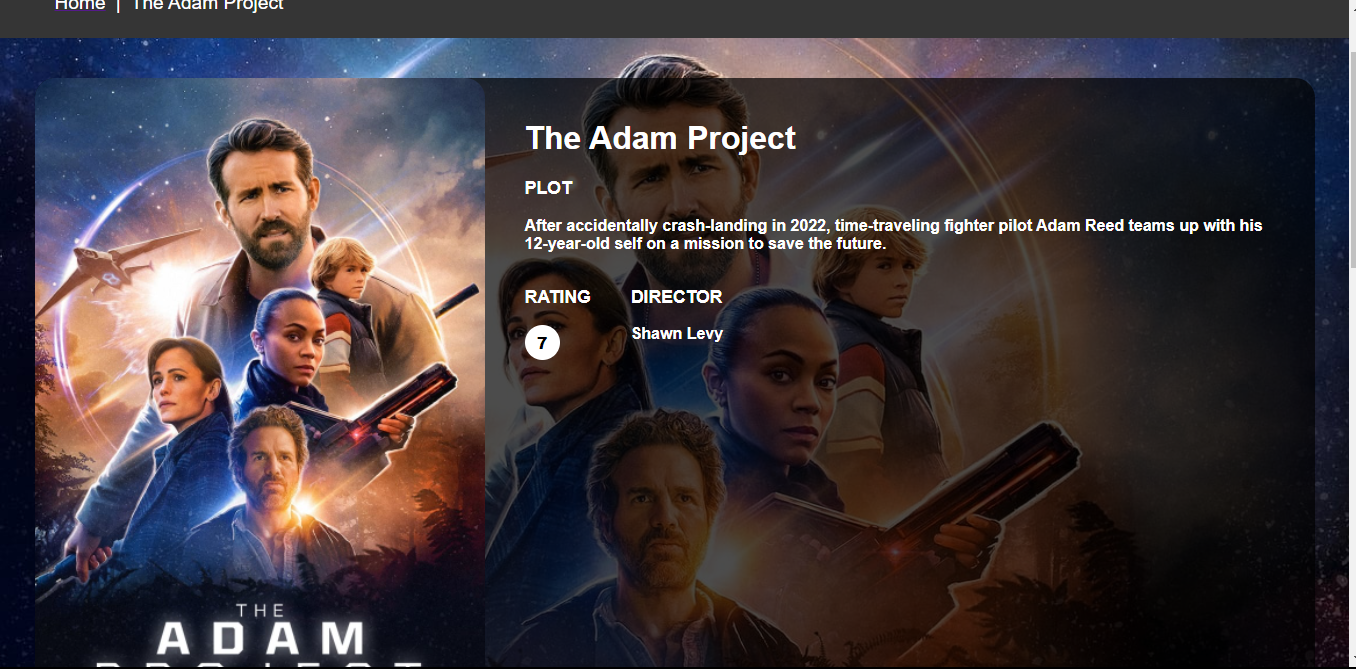 Home | The Adam Project
The Adam Project
PLOT
After accidentally crash-landing in 2022, time-traveling fighter pilot Adam Reed teams up with his
12-year-old self on a mission to save the future.
RATING DIRECTOR
7 Shawn Levy
THE
ADAM
PROJECT